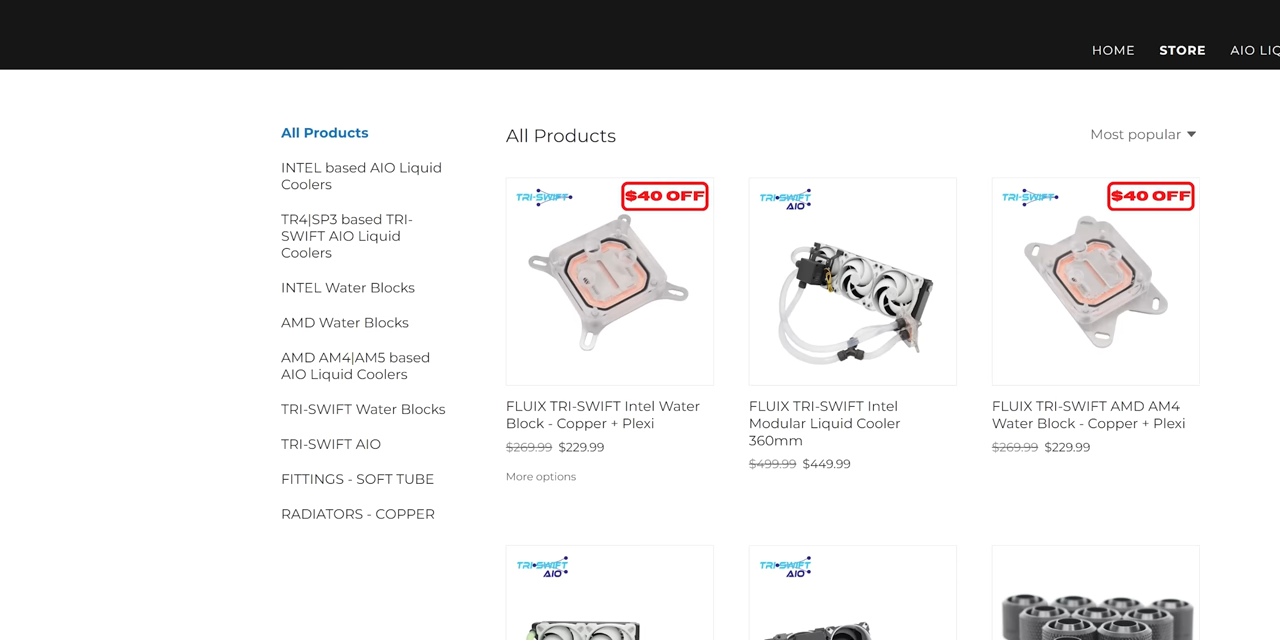 HOME STORE AIO LIQ
All Products
INTEL based AIO Liquid
Coolers
TR4|SP3 based TRI-
SWIFT AIO Liquid
Coolers
INTEL Water Blocks
AMD Water Blocks
AMD AM4|AM5 based
AIO Liquid Coolers
TRI-SWIFT Water Blocks
TRI-SWIFT AIO
FITTINGS - SOFT TUBE
RADIATORS - COPPER
All Products
Most popular
TRI-SWIFT
$40 OFF
FLUIX TRI-SWIFT Intel Water
Block - Copper + Plexi
$269.99 $229.99
More options
TRI-SWIFT
AIO
FLUIX TRI-SWIFT Intel
Modular Liquid Cooler
360mm
$499.99 $449.99
TRI-SWIFT
$40 OFF
FLUIX TRI-SWIFT AMD AM4
Water Block - Copper + Plexi
$269.99 $229.99
TRI-SWIFT
AIO
TRI-SWIFT
AIO